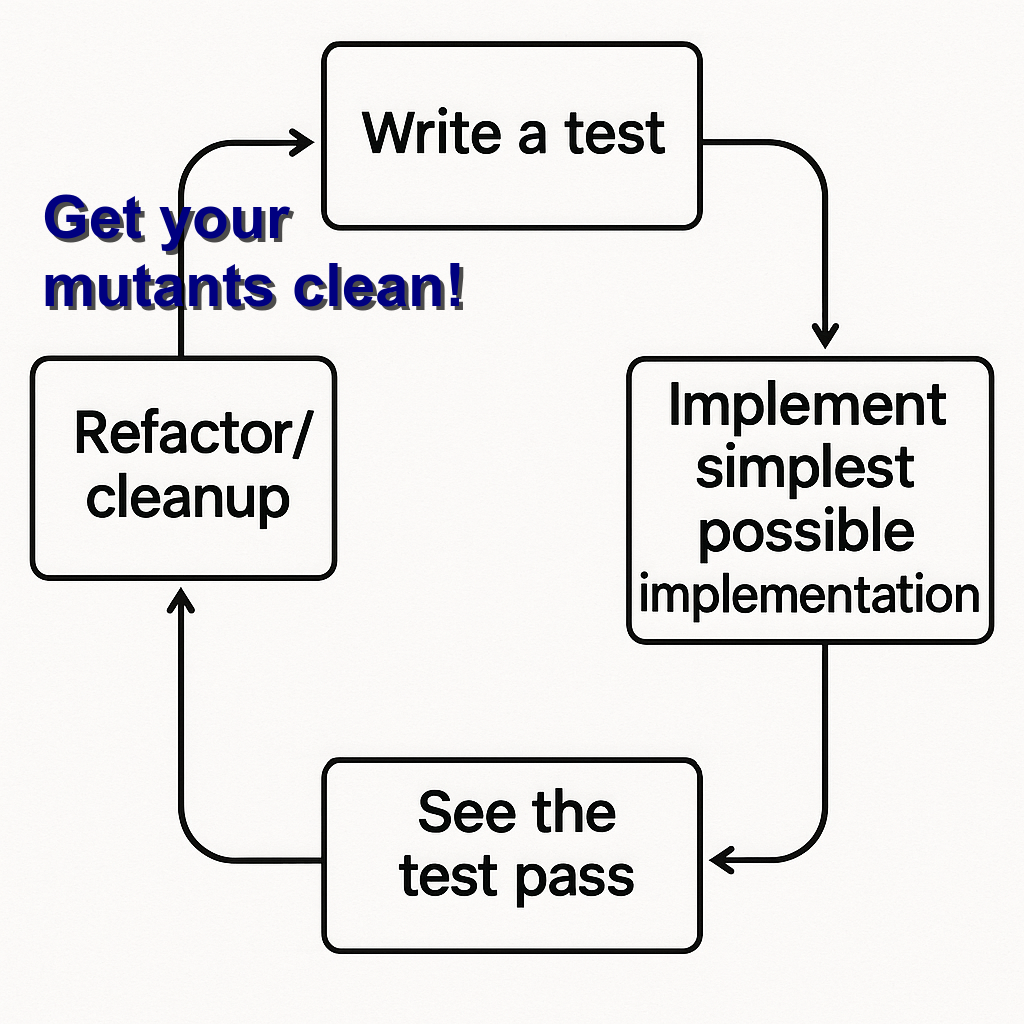 Write a test
Get your
mutants clean!
Refactor/
cleanup
Implement
simplest
possible
implementation
See the
test pass